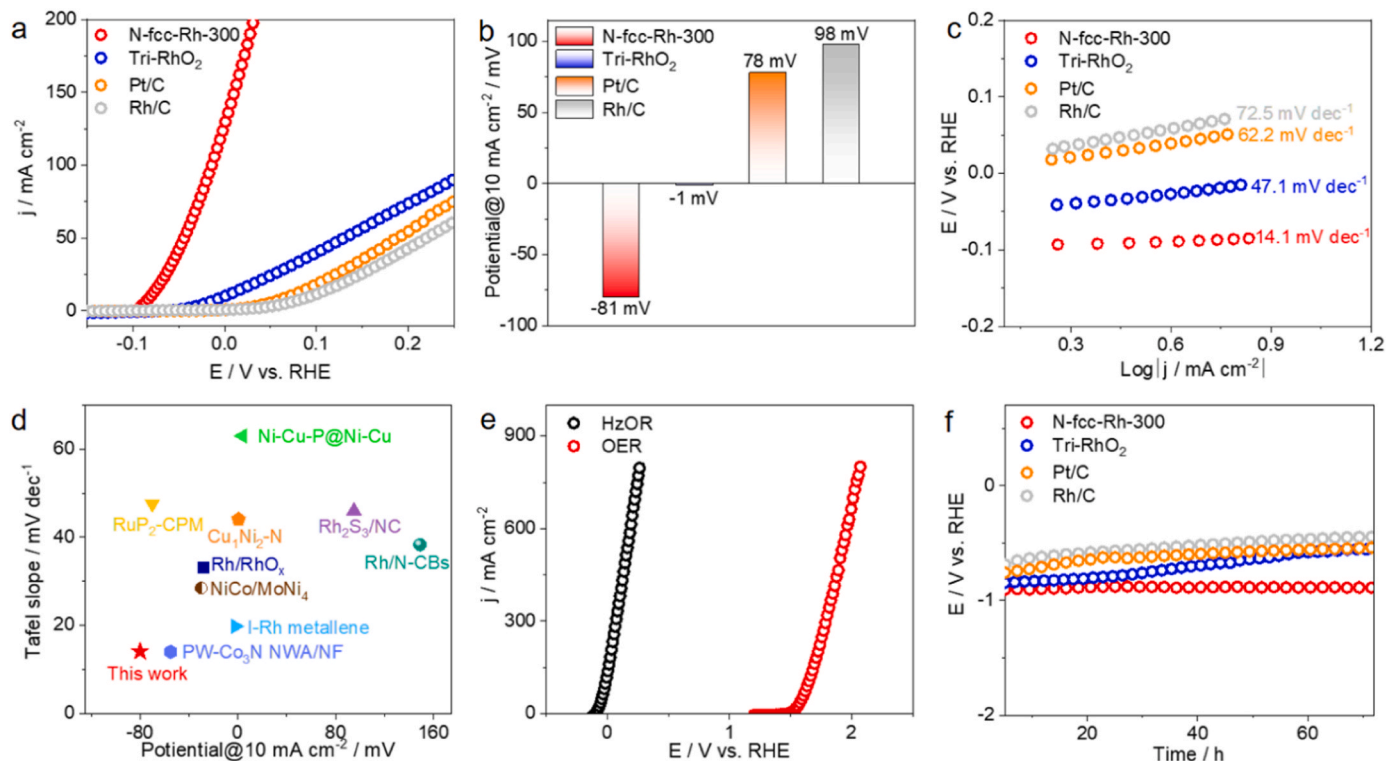 a
200
150
100
50
0
j / mA cm⁻²
-0.1
0.0
0.1
0.2
E / V vs. RHE
N-fcc-Rh-300
Tri-RhO₂
Pt/C
Rh/C
b
100
50
0
-50
-100
Potiential@10 mA cm⁻² / mV
N-fcc-Rh-300
Tri-RhO₂
Pt/C
Rh/C
-81 mV
-1 mV
78 mV
98 mV
c
0.2
0.1
0.0
-0.1
-0.2
E / V vs. RHE
N-fcc-Rh-300
Tri-RhO₂
Pt/C
Rh/C
72.5 mV dec⁻¹
62.2 mV dec⁻¹
47.1 mV dec⁻¹
14.1 mV dec⁻¹
0.3
0.6
0.9
1.2
Log|j / mA cm⁻²|
d
60
40
20
0
Tafel slope / mV dec⁻¹
Ni-Cu-P@Ni-Cu
RuP₂-CPM
Cu₁Ni₂-N
Rh₂S₃/NC
Rh/RhOₓ
Rh/N-CBs
NiCo/MoNi₄
I-Rh metallene
PW-Co₃N NWA/NF
This work
-80
0
80
160
Potential@10 mA cm⁻² / mV
e
900
600
300
0
j / mA cm⁻²
HzOR
OER
0
1
2
E / V vs. RHE
f
0
-1
-2
E / V vs. RHE
N-fcc-Rh-300
Tri-RhO₂
Pt/C
Rh/C
20
40
60
Time / h